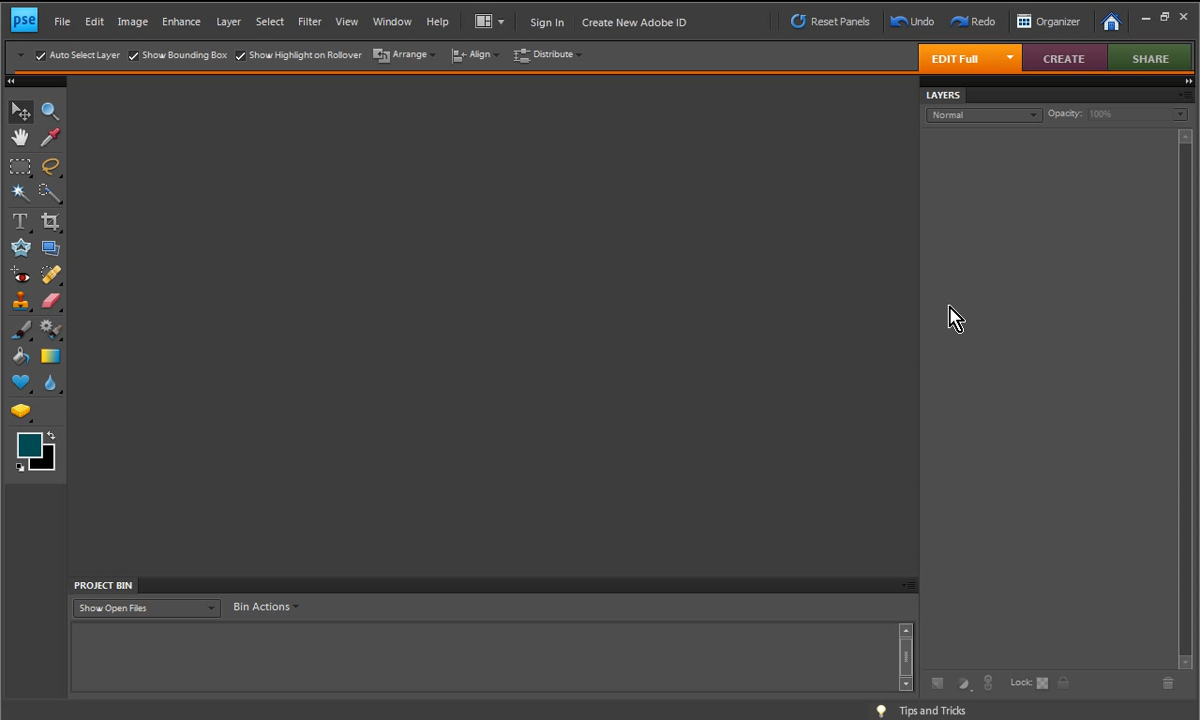 pse File Edit Image Enhance Layer Select Filter View Window Help Sign In Create New Adobe ID Reset Panels Undo Redo Organizer
Auto Select Layer Show Bounding Box Show Highlight on Rollover Arrange Align Distribute EDIT Full CREATE SHARE
LAYERS
Normal Opacity: 100%
T
PROJECT BIN
Show Open Files Bin Actions
Lock:
Tips and Tricks